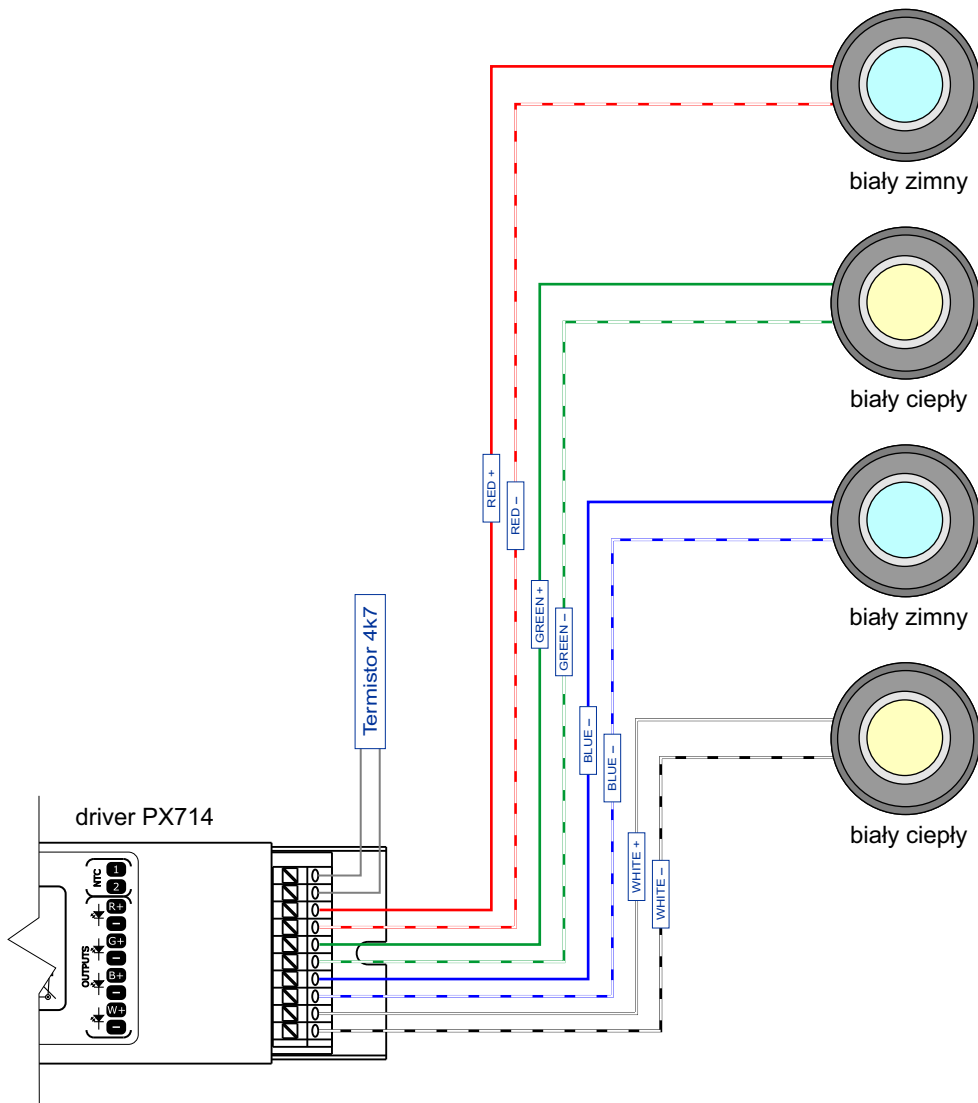 biały zimny
biały ciepły
biały zimny
biały ciepły
RED +
RED –
GREEN +
GREEN –
BLUE –
BLUE –
WHITE +
WHITE –
Termistor 4k7
driver PX714
NTC
1
2
OUTPUTS
R+
–
G+
–
B+
–
W+
–